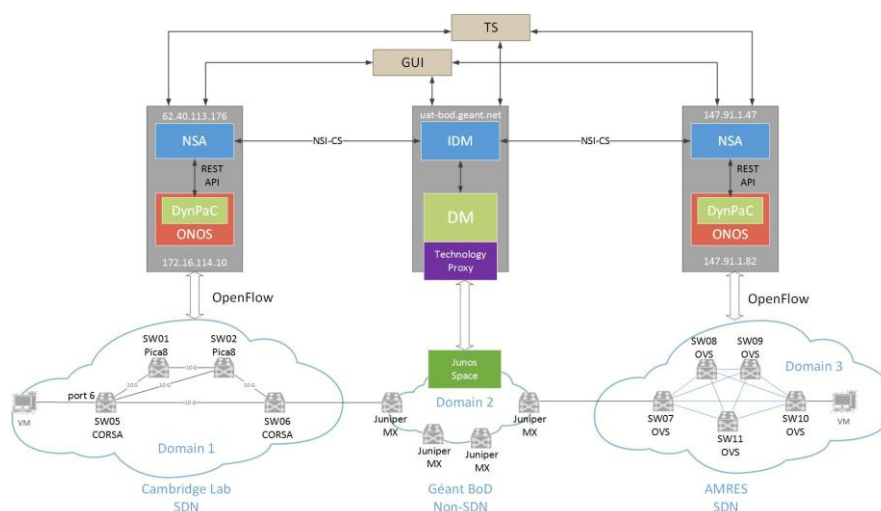 TS
GUI
62.40.113.176
uat-bod.geant.net
147.91.1.47
NSA
NSI-CS
IDM
NSI-CS
NSA
REST
API
REST
API
DynPaC
ONOS
DM
Technology
Proxy
DynPaC
ONOS
172.16.114.10
147.91.1.82
OpenFlow
OpenFlow
SW01
Pica8
SW02
Pica8
10 G
10 G
10 G
10 G
10 G
port 6
VM
SW05
CORSA
SW06
CORSA
Domain 1
Junos
Space
Domain 2
Juniper
MX
Juniper
MX
Juniper
MX
Juniper
MX
SW08
OVS
SW09
OVS
Domain 3
SW07
OVS
SW11
OVS
SW10
OVS
VM
Cambridge Lab
SDN
Géant BoD
Non-SDN
AMRES
SDN